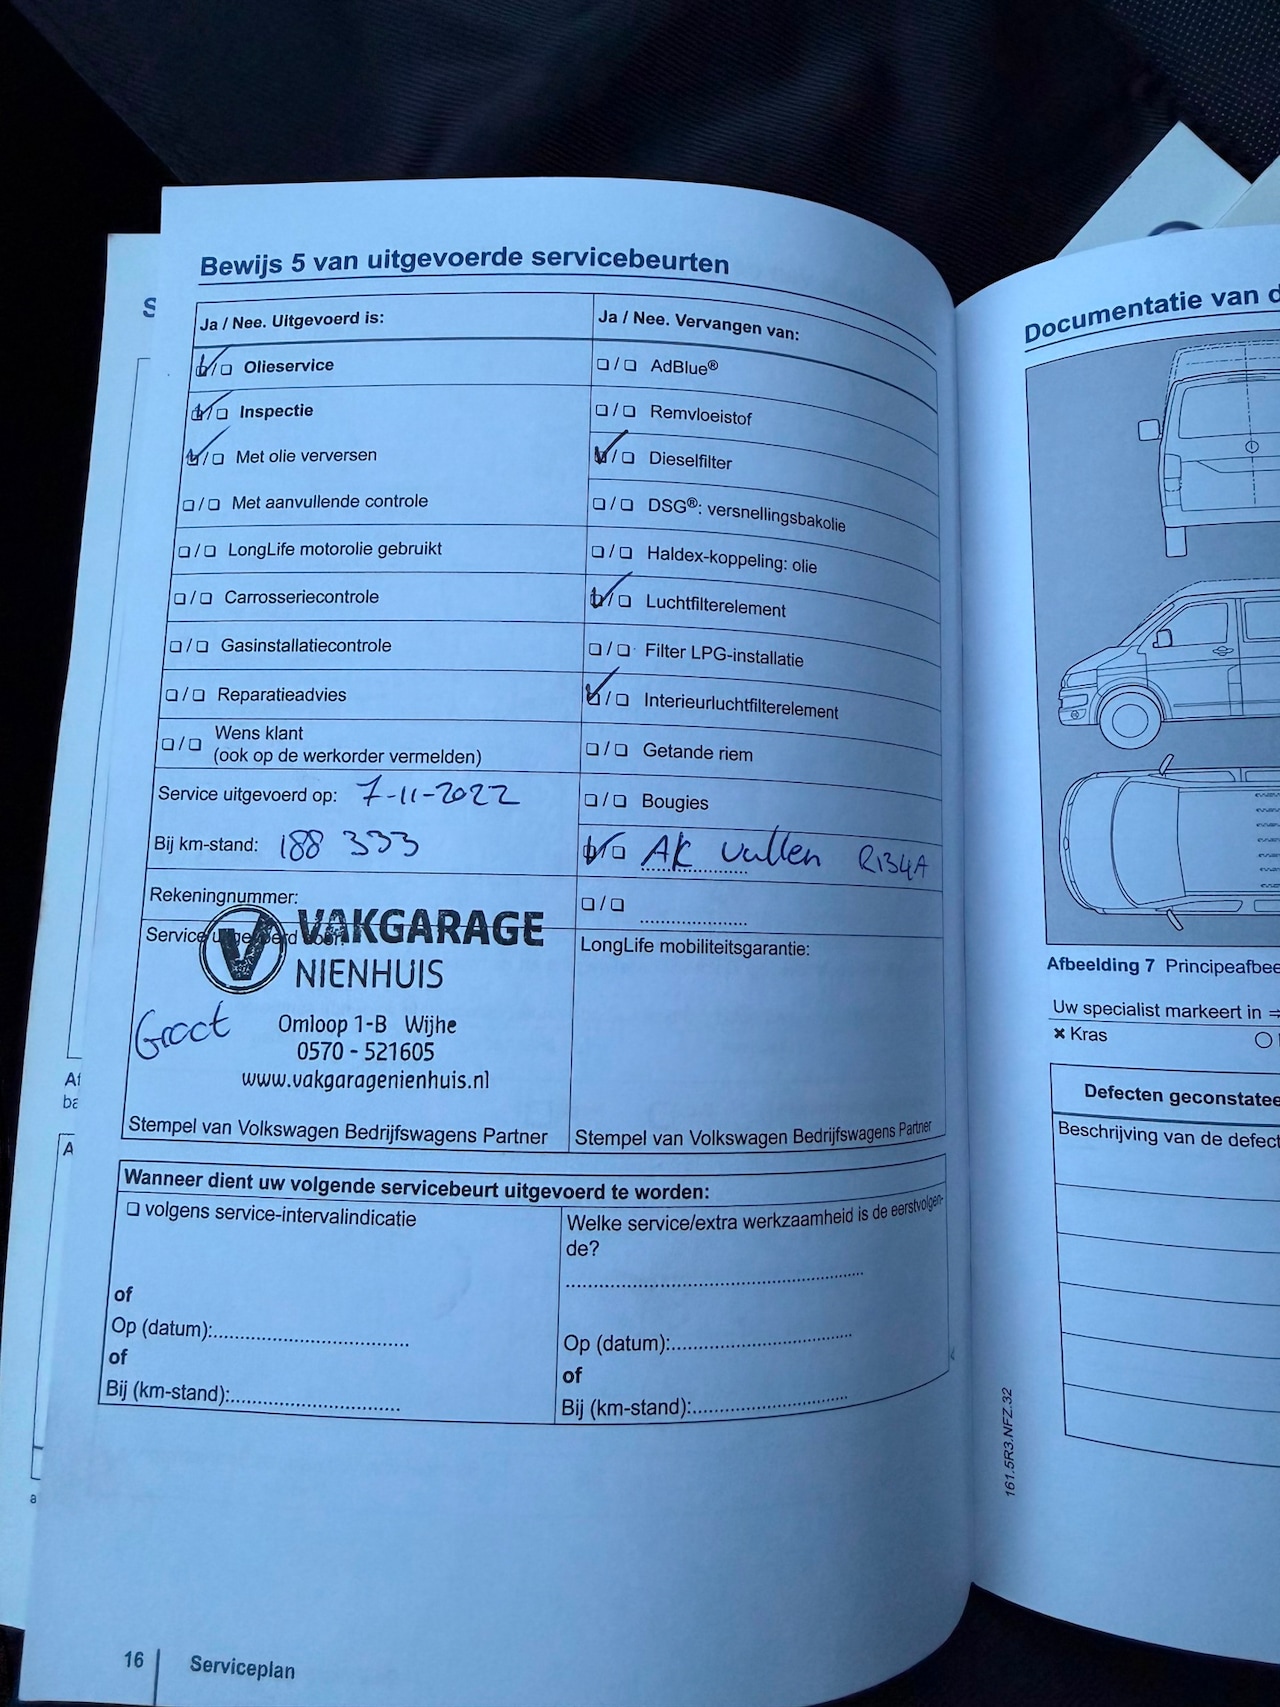 Bewijs 5 van uitgevoerde servicebeurten
Ja / Nee. Uitgevoerd is:
Olieservice
Inspectie
Met olie verversen
Met aanvullende controle
LongLife motorolie gebruikt
Carrosseriecontrole
Gasinstallatiecontrole
Reparatieadvies
Wens klant
(ook op de werkorder vermelden)
Service uitgevoerd op: 7-11-2022
Bij km-stand: 188 333
Rekeningnummer:
Service uitgevoerd door:
VAKGARAGE
NIENHUIS
Groot
Omloop 1-B Wijhe
0570 - 521605
www.vakgaragenienhuis.nl
Stempel van Volkswagen Bedrijfswagens Partner
Ja / Nee. Vervangen van:
AdBlue®
Remvloeistof
Dieselfilter
DSG®: versnellingsbakolie
Haldex-koppeling: olie
Luchtfilterelement
Filter LPG-installatie
Interieurluchtfilterelement
Getande riem
Bougies
AK vullen R134A
LongLife mobiliteitsgarantie:
Stempel van Volkswagen Bedrijfswagens Partner
Wanneer dient uw volgende servicebeurt uitgevoerd te worden:
volgens service-intervalindicatie
of
Op (datum):
of
Bij (km-stand):
Welke service/extra werkzaamheid is de eerstvolgen-
de?
Op (datum):
of
Bij (km-stand):
16 Serviceplan
Documentatie van d
Afbeelding 7 Principeafbee
Uw specialist markeert in ⇒
Kras
Defecten geconstatee
Beschrijving van de defect
161.5R3.NFZ.32